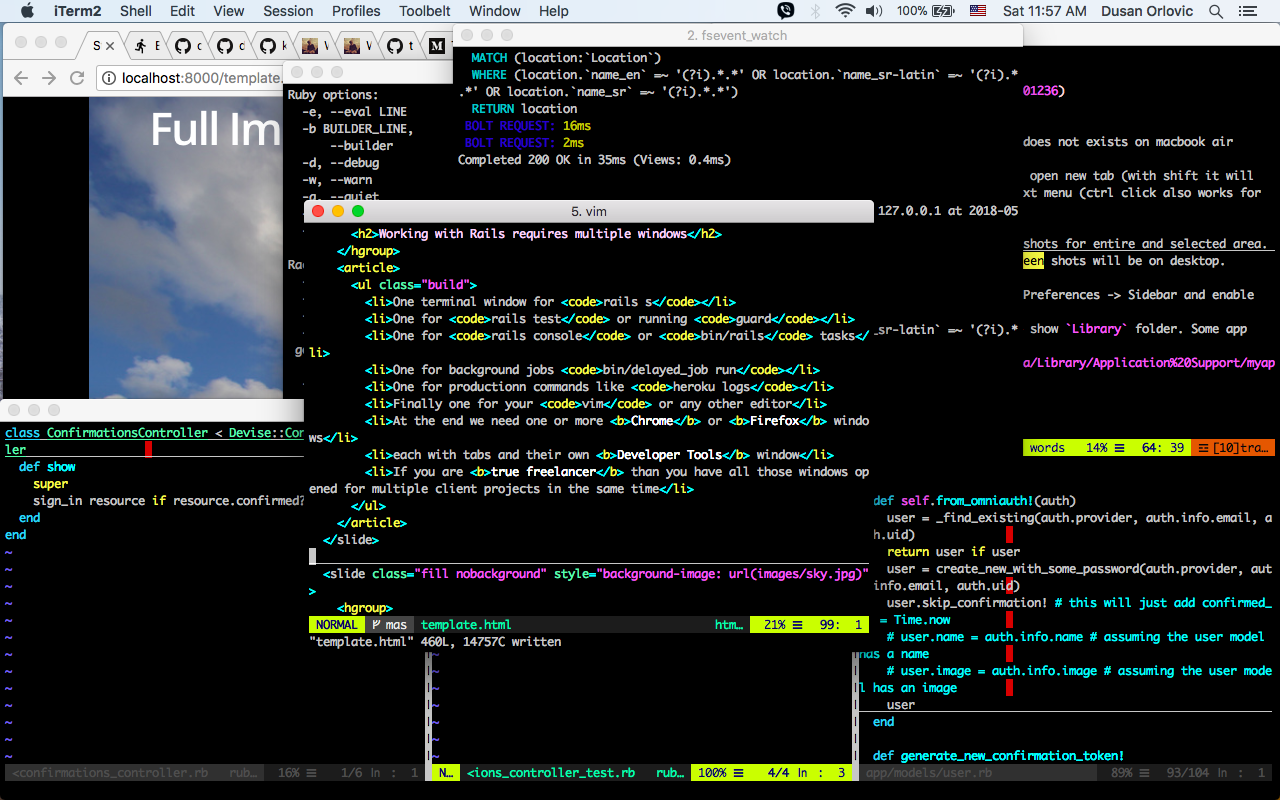 iTerm2 Shell Edit View Session Profiles Toolbelt Window Help 100% Sat 11:57 AM Dusan Orlovic
S
localhost:8000/template.
Full Im
Ruby options:
-e, --eval LINE
-b BUILDER_LINE,
--builder
-d, --debug
-w, --warn
-q, --quiet
2. fsevent_watch
MATCH (location:`Location`)
WHERE (location.`name_en` =~ '(?i).*.*' OR location.`name_sr-latin` =~ '(?i).*
.*' OR location.`name_sr` =~ '(?i).*.*')
RETURN location
BOLT REQUEST: 16ms
BOLT REQUEST: 2ms
Completed 200 OK in 35ms (Views: 0.4ms)
127.0.0.1 at 2018-05
_sr-latin` =~ '(?i).*
01236)
does not exists on macbook air
open new tab (with shift it will
xt menu (ctrl click also works for
shots for entire and selected area.
een shots will be on desktop.
Preferences -> Sidebar and enable
show `Library` folder. Some app
a/Library/Application%20Support/myap
words 14% ☰ 64: 39 ☲ [10]tra…
5. vim
<h2>Working with Rails requires multiple windows</h2>
</hgroup>
<article>
<ul class="build">
<li>One terminal window for <code>rails s</code></li>
<li>One for <code>rails test</code> or running <code>guard</code></li>
<li>One for <code>rails console</code> or <code>bin/rails</code> tasks</
li>
<li>One for background jobs <code>bin/delayed_job run</code></li>
<li>One for productionn commands like <code>heroku logs</code></li>
<li>Finally one for your <code>vim</code> or any other editor</li>
<li>At the end we need one or more <b>Chrome</b> or <b>Firefox</b> windo
ws</li>
<li>each with tabs and their own <b>Developer Tools</b> window</li>
<li>If you are <b>true freelancer</b> than you have all those windows op
ened for multiple client projects in the same time</li>
</ul>
</article>
</slide>
<slide class="fill nobackground" style="background-image: url(images/sky.jpg)"
>
<hgroup>
NORMAL mas template.html htm… 21% ☰ 99: 1
"template.html" 460L, 14757C written
class ConfirmationsController < Devise::Con
ler
def show
super
sign_in resource if resource.confirmed?
end
end
~
~
~
~
~
~
~
~
~
~
~
~
~
<confirmations_controller.rb rub… 16% ☰ 1/6 ln : 1
~
~
~
~
~
~
~
N… <ions_controller_test.rb rub… 100% ☰ 4/4 ln : 3
def self.from_omniauth!(auth)
user = _find_existing(auth.provider, auth.info.email, a
h.uid)
return user if user
user = create_new_with_some_password(auth.provider, aut
info.email, auth.uid)
user.skip_confirmation! # this will just add confirmed_
= Time.now
# user.name = auth.info.name # assuming the user model
has a name
# user.image = auth.info.image # assuming the user mode
l has an image
user
end
def generate_new_confirmation_token!
app/models/user.rb 89% ☰ 93/104 ln : 1